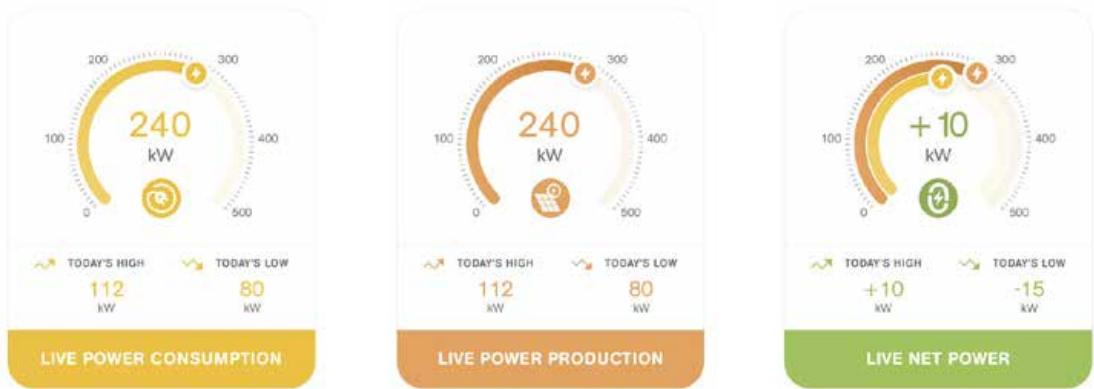 200 300
100 400
240
kW
0 500
TODAY'S HIGH TODAY'S LOW
112 80
kW kW
LIVE POWER CONSUMPTION
200 300
100 400
240
kW
0 500
TODAY'S HIGH TODAY'S LOW
112 80
kW kW
LIVE POWER PRODUCTION
200 300
100 400
+10
kW
0 500
TODAY'S HIGH TODAY'S LOW
+10 -15
kW kW
LIVE NET POWER